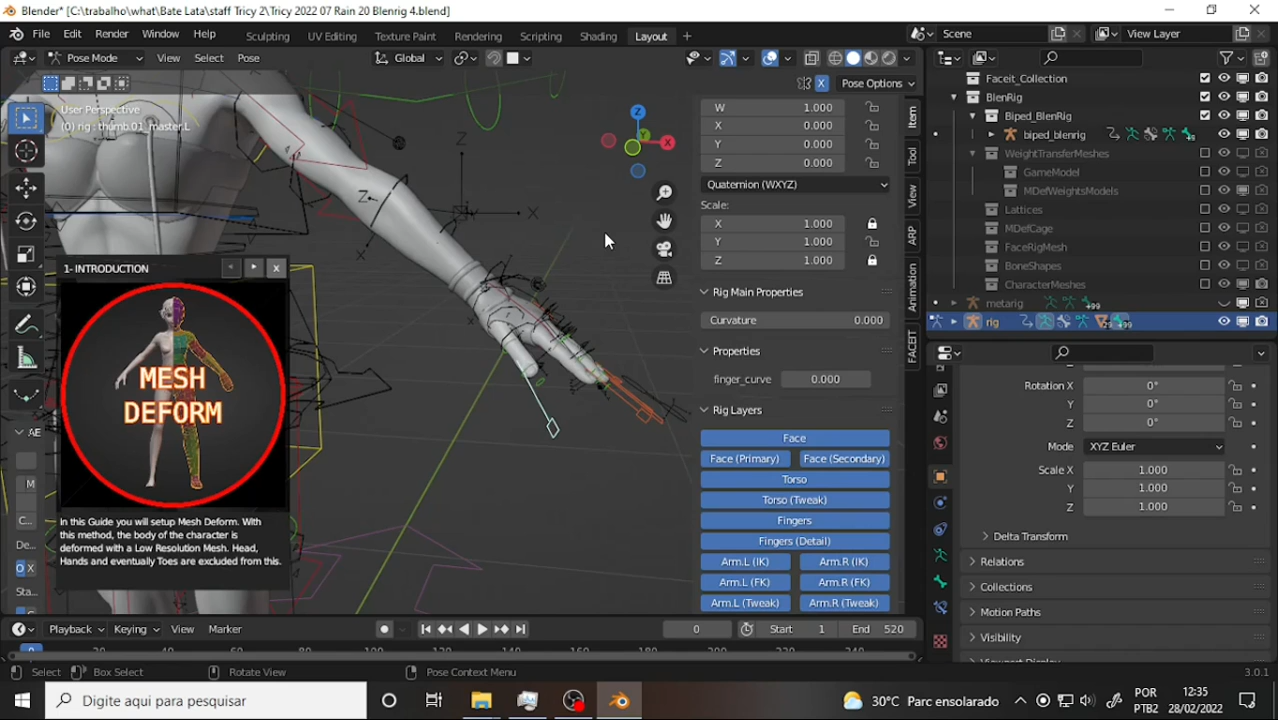 Blender* [C:\trabalho\what\Bate Lata\staff Tricy 2\Tricy 2022 07 Rain 20 Blenrig 4.blend]
File Edit Render Window Help Sculpting UV Editing Texture Paint Rendering Scripting Shading Layout + Scene View Layer
Pose Mode View Select Pose Global
X Pose Options
User Perspective
(0) rig : thumb.01_master.L
Z Y X
Z X
Z
X
W 1.000
X 0.000
Y 0.000
Z 0.000
Quaternion (WXYZ)
Scale:
X 1.000
Y 1.000
Z 1.000
Rig Main Properties
Curvature 0.000
Properties
finger_curve 0.000
Rig Layers
Face
Face (Primary) Face (Secondary)
Torso
Torso (Tweak)
Fingers
Fingers (Detail)
Arm.L (IK) Arm.R (IK)
Arm.L (FK) Arm.R (FK)
Arm.L (Tweak) Arm.R (Tweak)
Item
Tool
View
ARP
Animation
FACEIT
Faceit_Collection
BlenRig
Biped_BlenRig
biped_blenrig
WeightTransferMeshes
GameModel
MDefWeightsModels
Lattices
MDefCage
FaceRigMesh
BoneShapes
CharacterMeshes
metarig +99
rig 29 +99
Rotation X 0°
Y 0°
Z 0°
Mode XYZ Euler
Scale X 1.000
Y 1.000
Z 1.000
Delta Transform
Relations
Collections
Motion Paths
Visibility
Viewport Display
1- INTRODUCTION
MESH
DEFORM
in this Guide you will setup Mesh Deform. With
this method, the body of the character is
deformed with a Low Resolution Mesh. Head,
Hands and eventually Toes are excluded from this.
AE
M
C...
De...
O X
Sta...
Playback Keying View Marker 0 Start 1 End 520
Select Box Select Rotate View Pose Context Menu 3.0.1
Digite aqui para pesquisar
30°C Parc ensolarado
POR
PTB2
12:35
28/02/2022